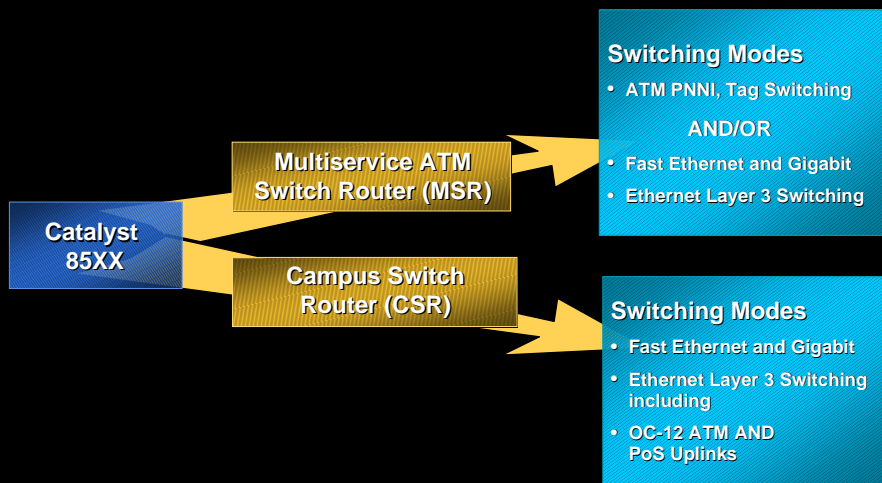 Catalyst
85XX
Multiservice ATM
Switch Router (MSR)
Switching Modes
• ATM PNNI, Tag Switching
AND/OR
• Fast Ethernet and Gigabit
• Ethernet Layer 3 Switching
Campus Switch
Router (CSR)
Switching Modes
• Fast Ethernet and Gigabit
• Ethernet Layer 3 Switching
including
• OC-12 ATM AND
PoS Uplinks